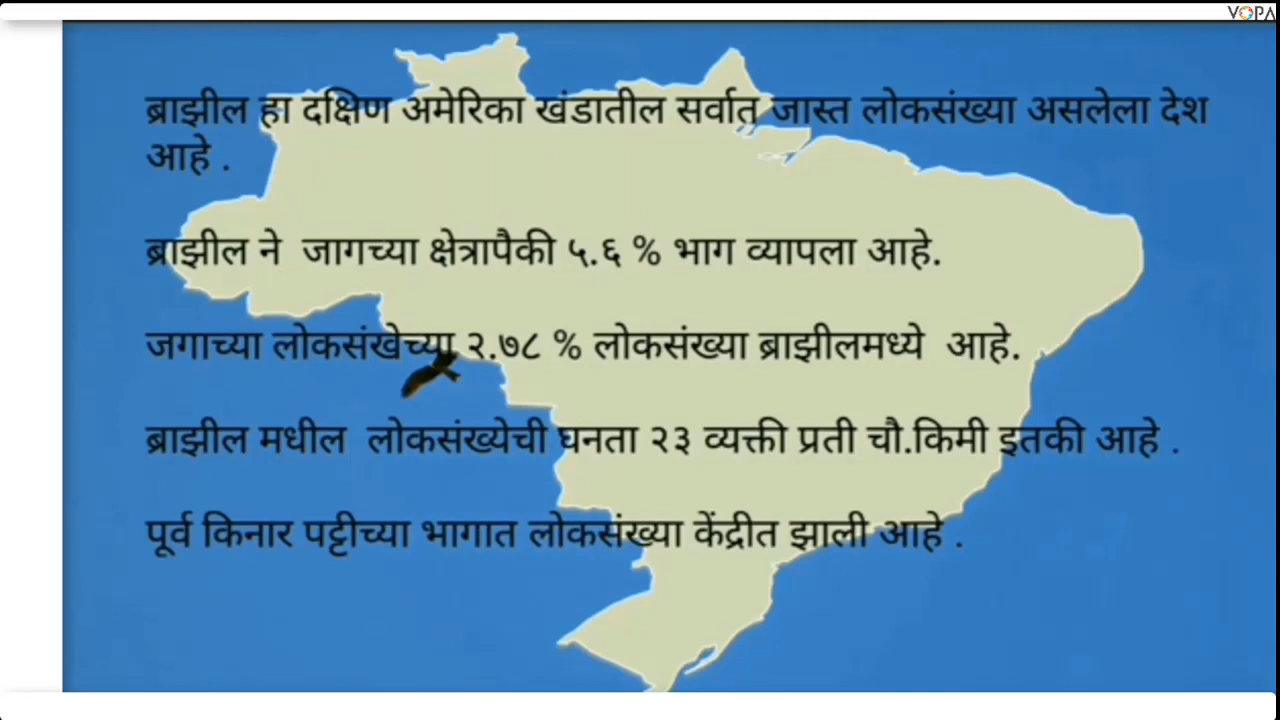 VOPA
ब्राझील हा दक्षिण अमेरिका खंडातील सर्वात जास्त लोकसंख्या असलेला देश
आहे .
ब्राझील ने जागच्या क्षेत्रापैकी ५.६ % भाग व्यापला आहे.
जगाच्या लोकसंखेच्या २.७८ % लोकसंख्या ब्राझीलमध्ये आहे.
ब्राझील मधील लोकसंख्येची घनता २३ व्यक्ती प्रती चौ.किमी इतकी आहे .
पूर्व किनार पट्टीच्या भागात लोकसंख्या केंद्रीत झाली आहे .